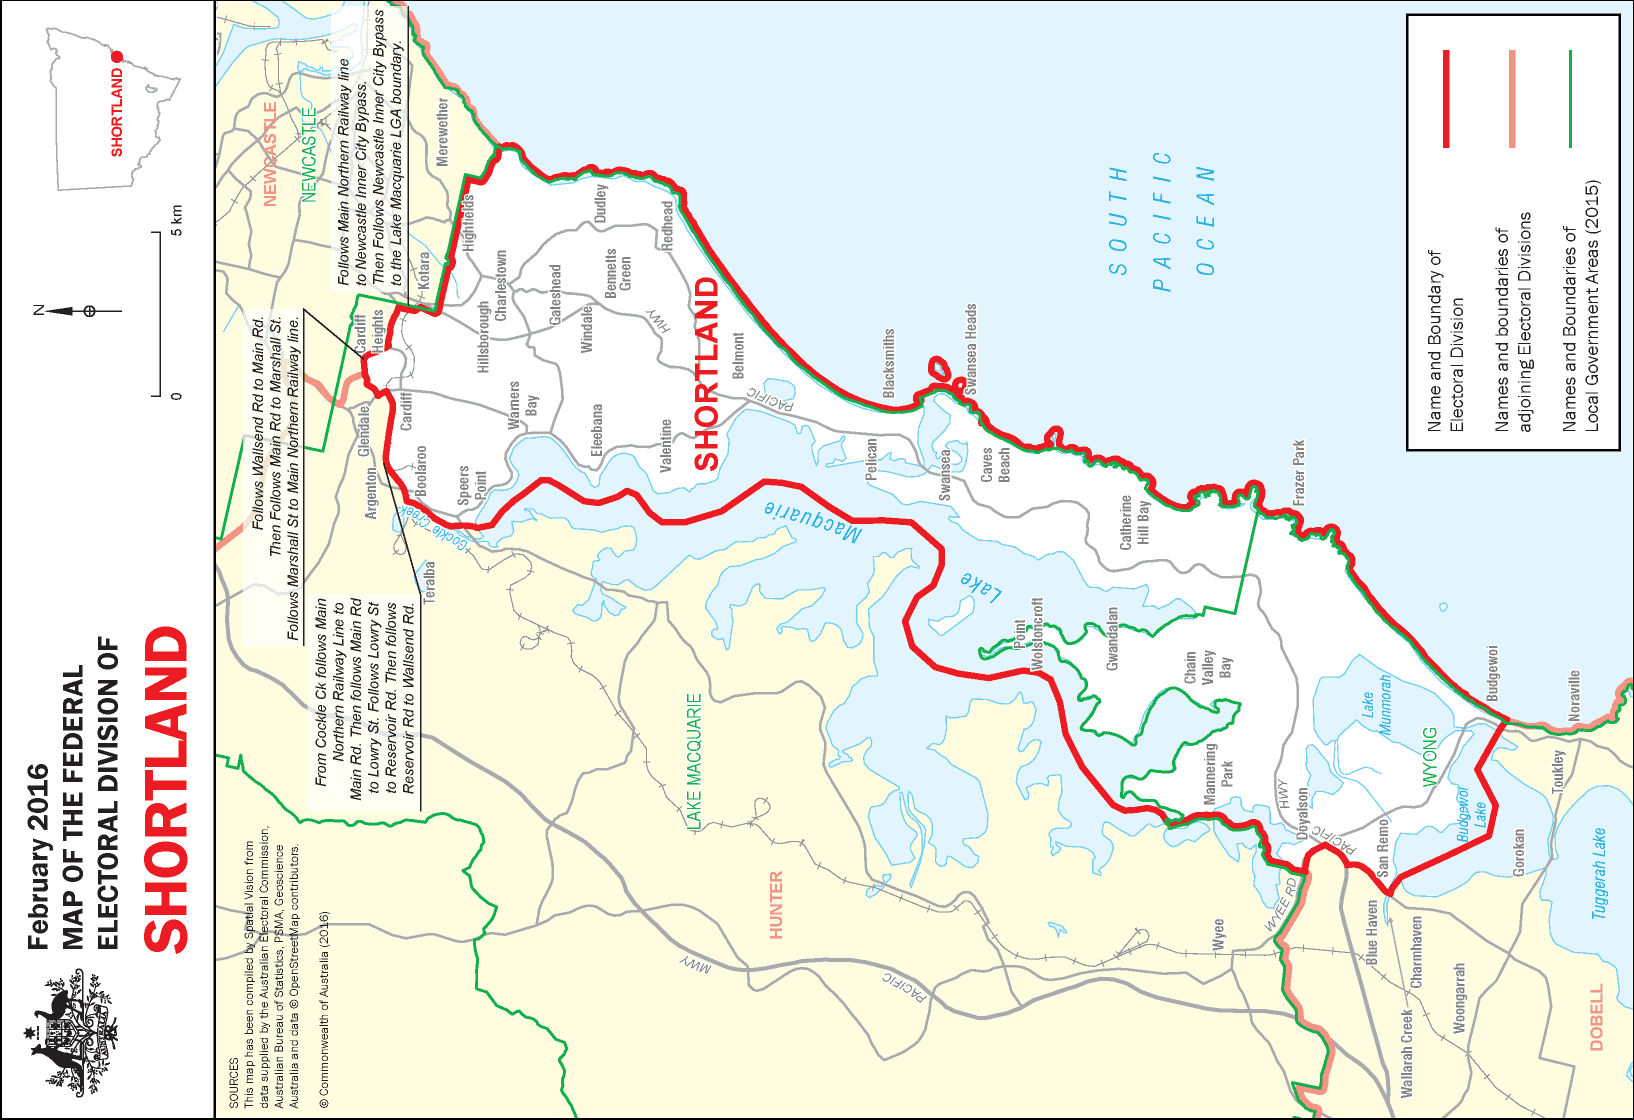 February 2016
MAP OF THE FEDERAL
ELECTORAL DIVISION OF
SHORTLAND
N
0
5 km
SHORTLAND
SOURCES
This map has been compiled by Spatial Vision from
data supplied by the Australian Electoral Commission,
Australian Bureau of Statistics, PSMA, Geoscience
Australia and data © OpenStreetMap contributors.
© Commonwealth of Australia (2016)
Follows Wallsend Rd to Main Rd.
Then Follows Main Rd to Marshall St.
Follows Marshall St to Main Northern Railway line.
From Cockle Ck follows Main
Northern Railway Line to
Main Rd. Then follows Main Rd
to Lowry St. Follows Lowry St
to Reservoir Rd. Then follows
Reservoir Rd to Wallsend Rd.
Follows Main Northern Railway line
to Newcastle Inner City Bypass.
Then Follows Newcastle Inner City Bypass
to the Lake Macquarie LGA boundary.
NEWCASTLE
NEWCASTLE
Merewether
Kotara
Highfields
Cardiff
Heights
Glendale
Cardiff
Argenton
Boolaroo
Cockle Creek
Teralba
Speers
Point
Warners
Bay
Hillsborough
Charlestown
Gateshead
Windale
Bennetts
Green
Dudley
Redhead
HWY
Eleebana
Valentine
SHORTLAND
Belmont
PACIFIC
Pelican
Blacksmiths
Swansea
Swansea Heads
Caves
Beach
Lake
Macquarie
Catherine
Hill Bay
Frazer Park
Point
Wolstoncroft
Gwandalan
Chain
Valley
Bay
Mannering
Park
HWY
Doyalson
PACIFIC
San Remo
Lake
Munmorah
WYONG
Budgewoi
Lake
Budgewoi
Noraville
Toukley
Gorokan
Tuggerah Lake
LAKE MACQUARIE
HUNTER
MWY
PACIFIC
Wyee
WYEE RD
Blue Haven
Charmhaven
Wallarah Creek
Woongarrah
DOBELL
SOUTH
PACIFIC
OCEAN
Name and Boundary of
Electoral Division
Names and boundaries of
adjoining Electoral Divisions
Names and Boundaries of
Local Government Areas (2015)